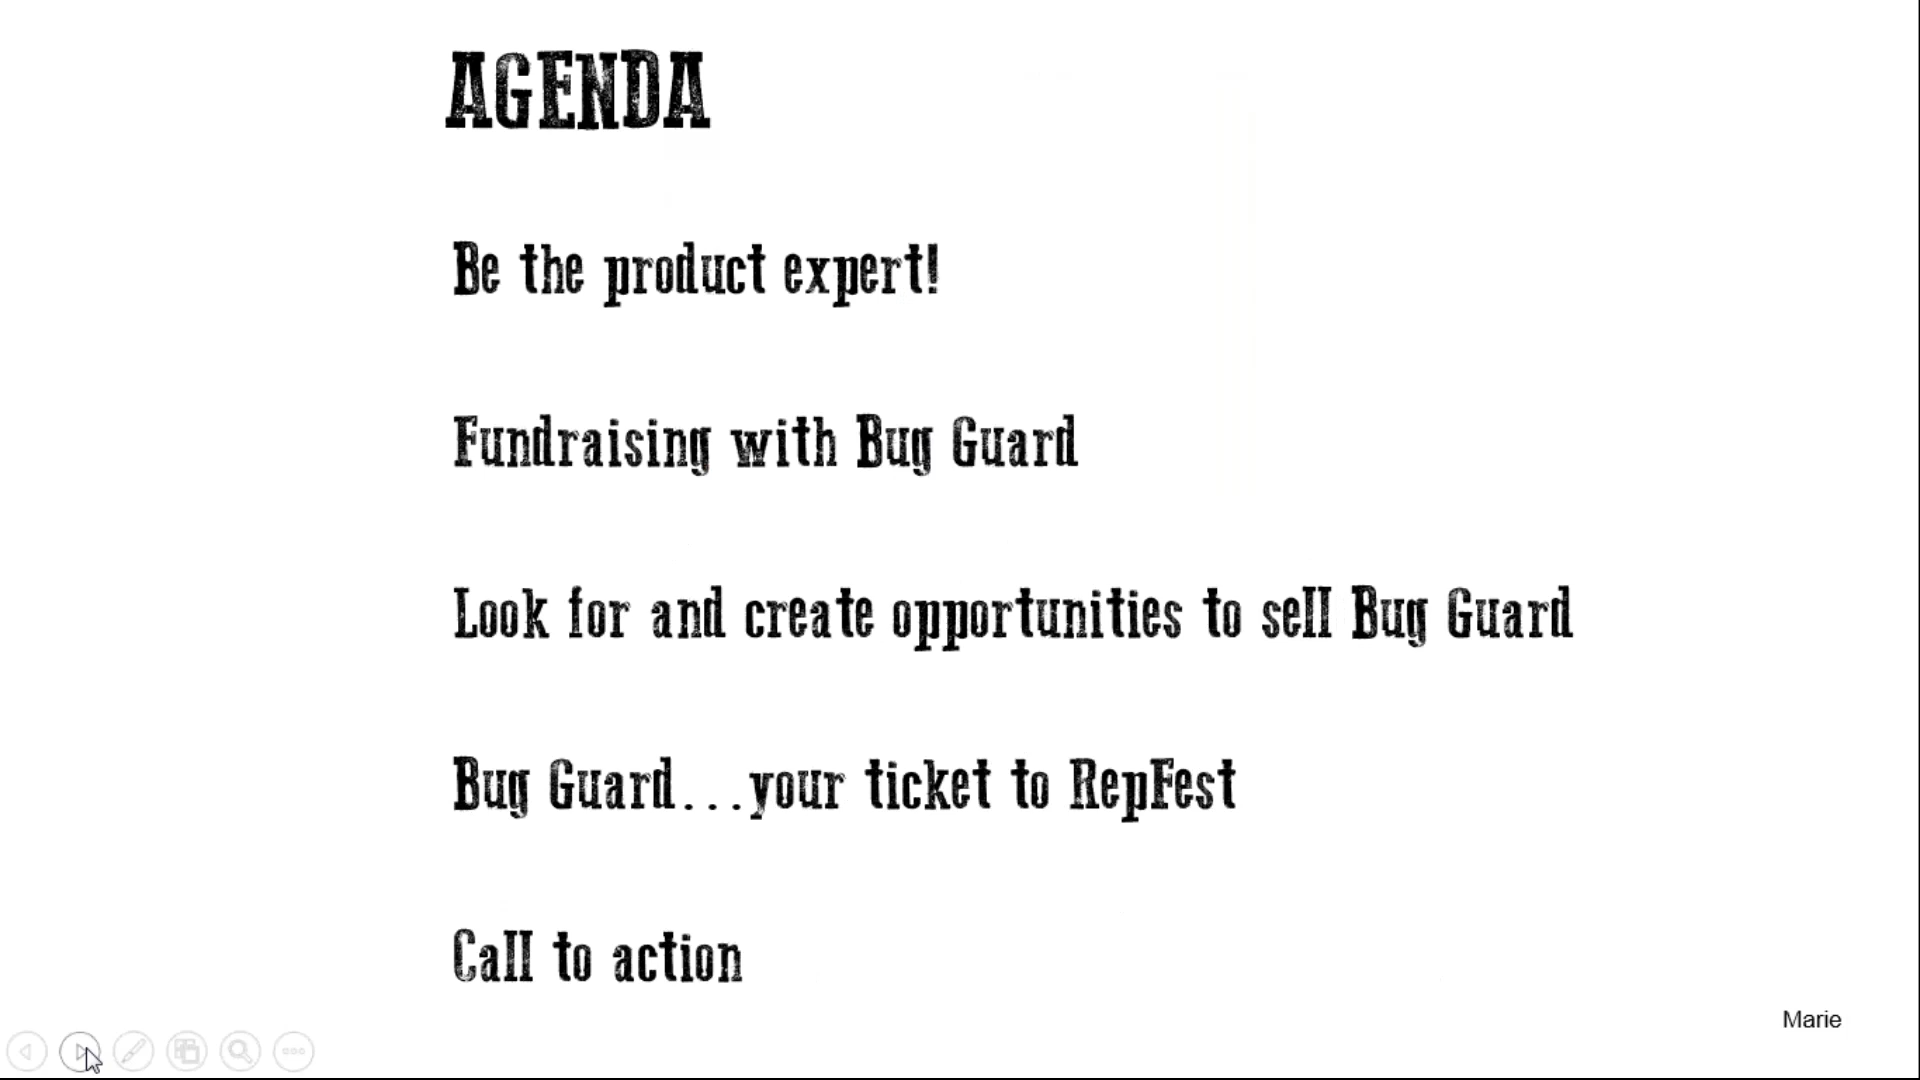 AGENDA
Be the product expert!
Fundraising with Bug Guard
Look for and create opportunities to sell Bug Guard
Bug Guard...your ticket to RepFest
Call to action
Marie